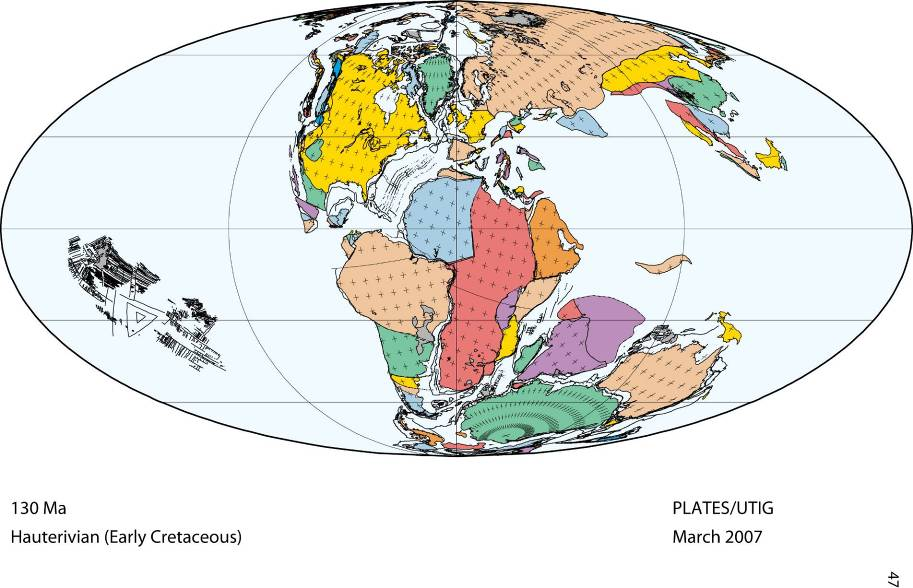 130 Ma
Hauterivian (Early Cretaceous)
PLATES/UTIG
March 2007
47